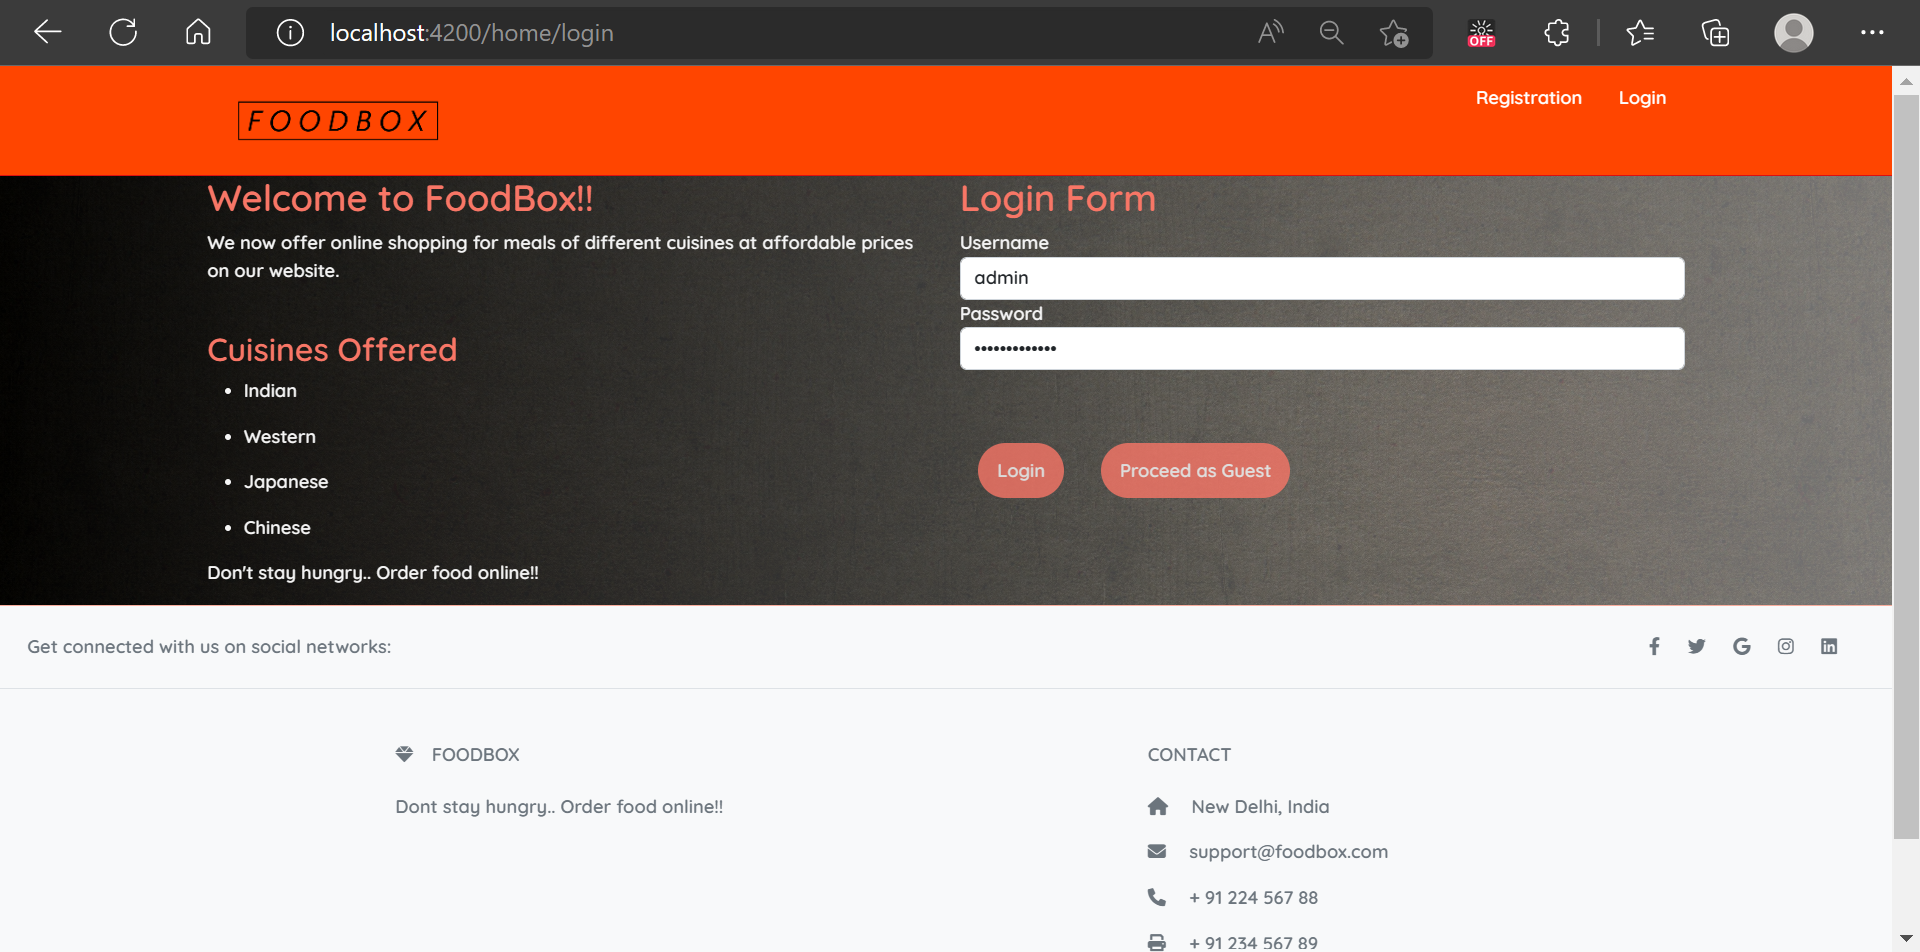 localhost:4200/home/login
OFF
FOODBOX
Registration
Login
Welcome to FoodBox!!
We now offer online shopping for meals of different cuisines at affordable prices
on our website.
Cuisines Offered
Indian
Western
Japanese
Chinese
Don't stay hungry.. Order food online!!
Login Form
Username
admin
Password
•••••••••••••
Login
Proceed as Guest
Get connected with us on social networks:
FOODBOX
Dont stay hungry.. Order food online!!
CONTACT
New Delhi, India
support@foodbox.com
+ 91 224 567 88
+ 91 234 567 89